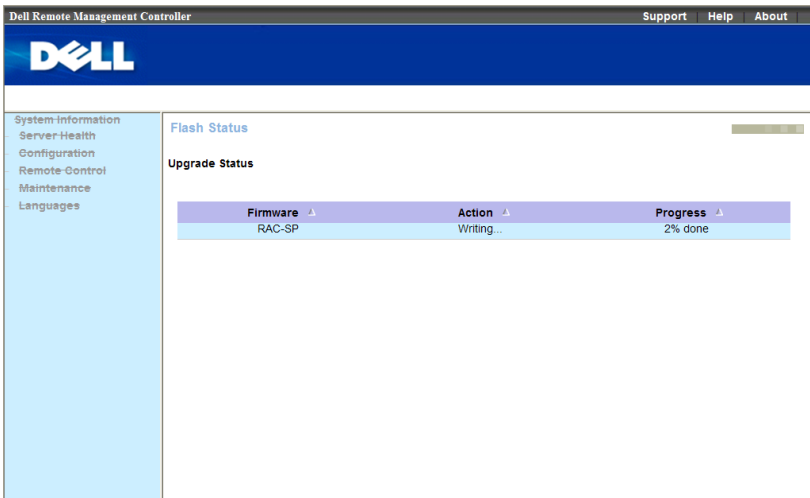 Dell Remote Management Controller
Support Help About
DELL
System Information
Server Health
Configuration
Remote Control
Maintenance
Languages
Flash Status
Upgrade Status
Firmware Action Progress
RAC-SP Writing... 2% done